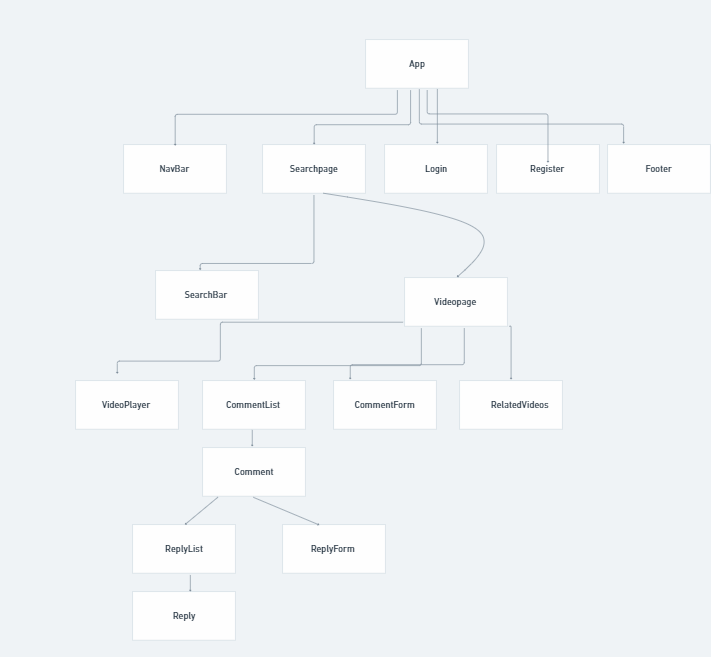 App
NavBar
Searchpage
Login
Register
Footer
SearchBar
Videopage
VideoPlayer
CommentList
CommentForm
RelatedVideos
Comment
ReplyList
ReplyForm
Reply